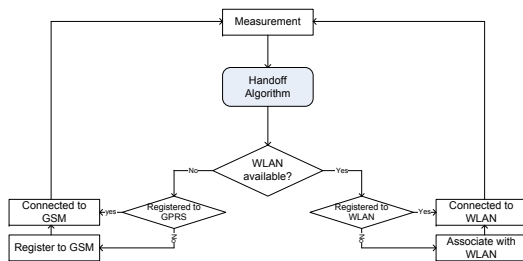 Measurement
Handoff
Algorithm
WLAN
available?
No
Yes
Connected to
GSM
yes
Registered to
GPRS
Registered to
WLAN
Yes
Connected to
WLAN
Register to GSM
No
No
Associate with
WLAN